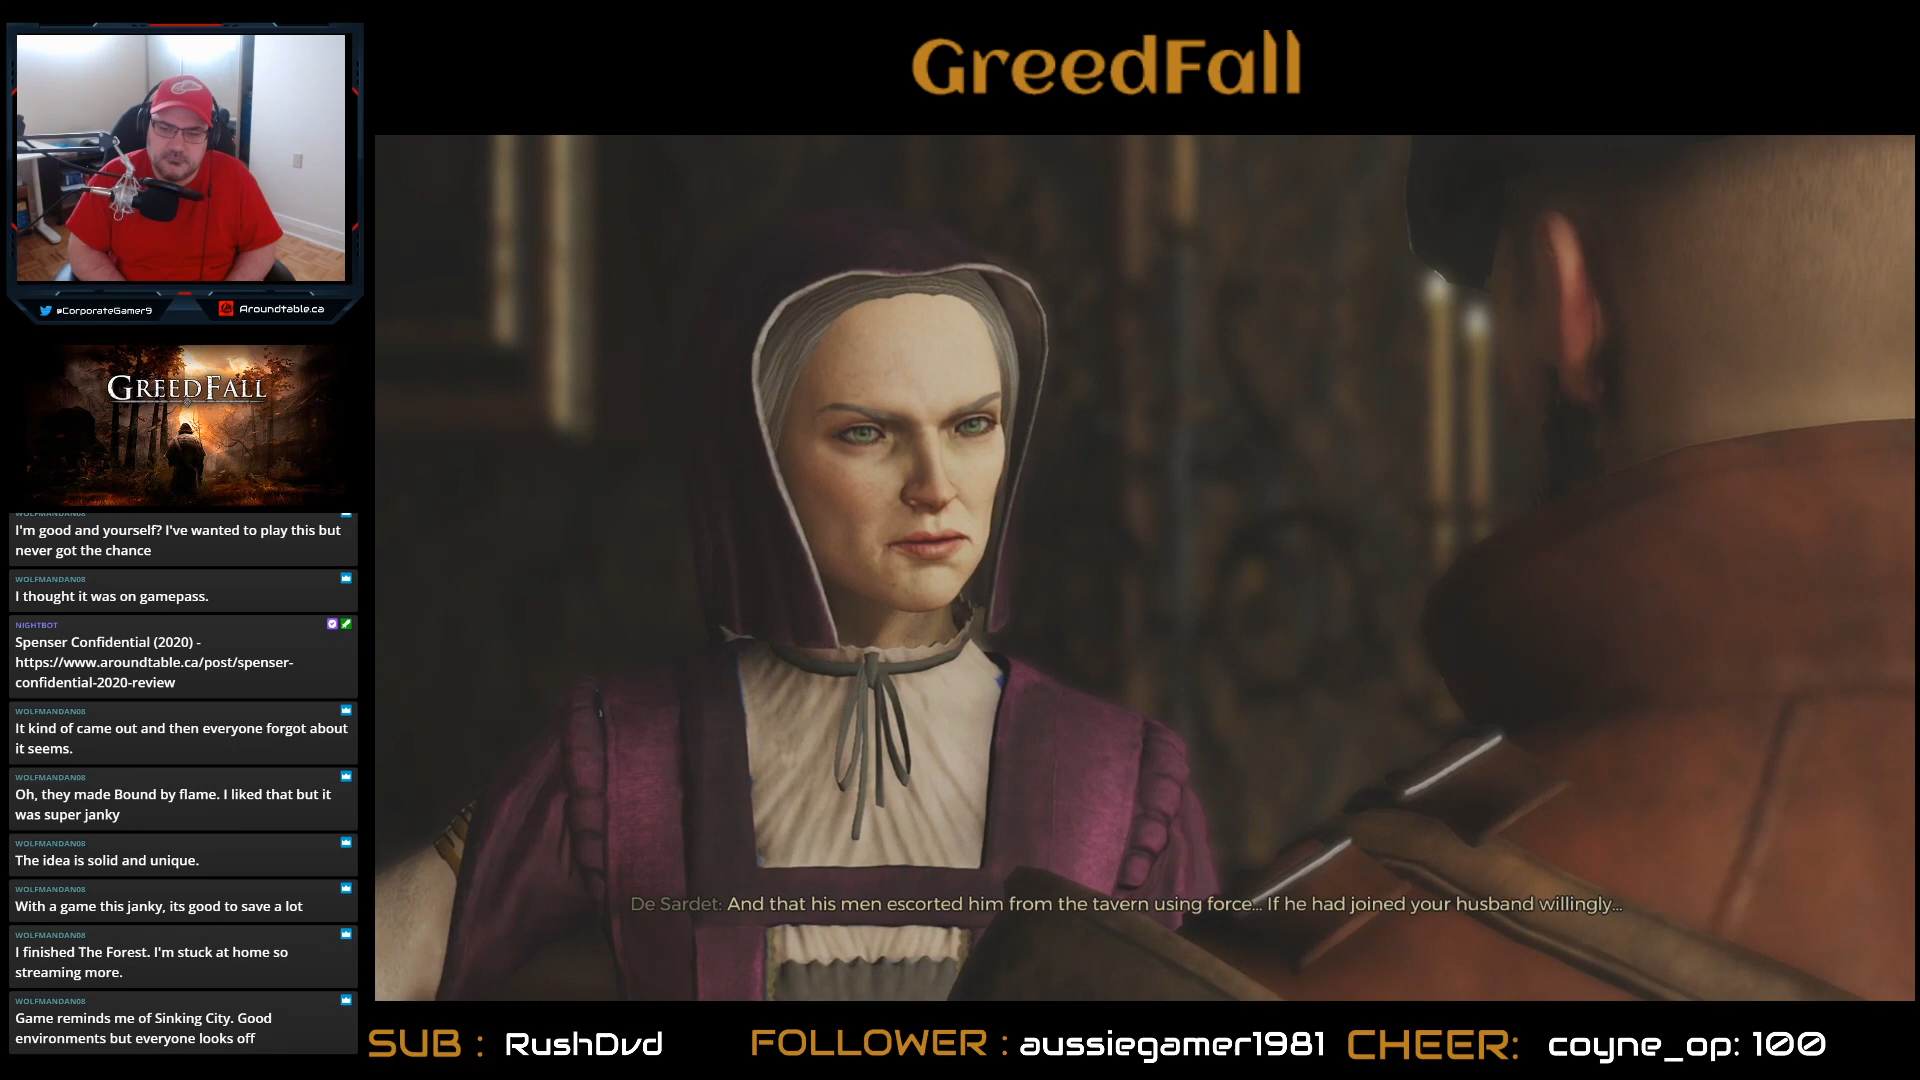 GreedFall
@CorporateGamer9
Aroundtable.ca
GREEDFALL
WOLFMANDAN08
I'm good and yourself? I've wanted to play this but
never got the chance
WOLFMANDAN08
I thought it was on gamepass.
NIGHTBOT
Spenser Confidential (2020) -
https://www.aroundtable.ca/post/spenser-
confidential-2020-review
WOLFMANDAN08
It kind of came out and then everyone forgot about
it seems.
WOLFMANDAN08
Oh, they made Bound by flame. I liked that but it
was super janky
WOLFMANDAN08
The idea is solid and unique.
WOLFMANDAN08
With a game this janky, its good to save a lot
WOLFMANDAN08
I finished The Forest. I'm stuck at home so
streaming more.
WOLFMANDAN08
Game reminds me of Sinking City. Good
environments but everyone looks off
De Sardet: And that his men escorted him from the tavern using force... If he had joined your husband willingly...
SUB : RushDvd
FOLLOWER : aussiegamer1981
CHEER: coyne_op: 100